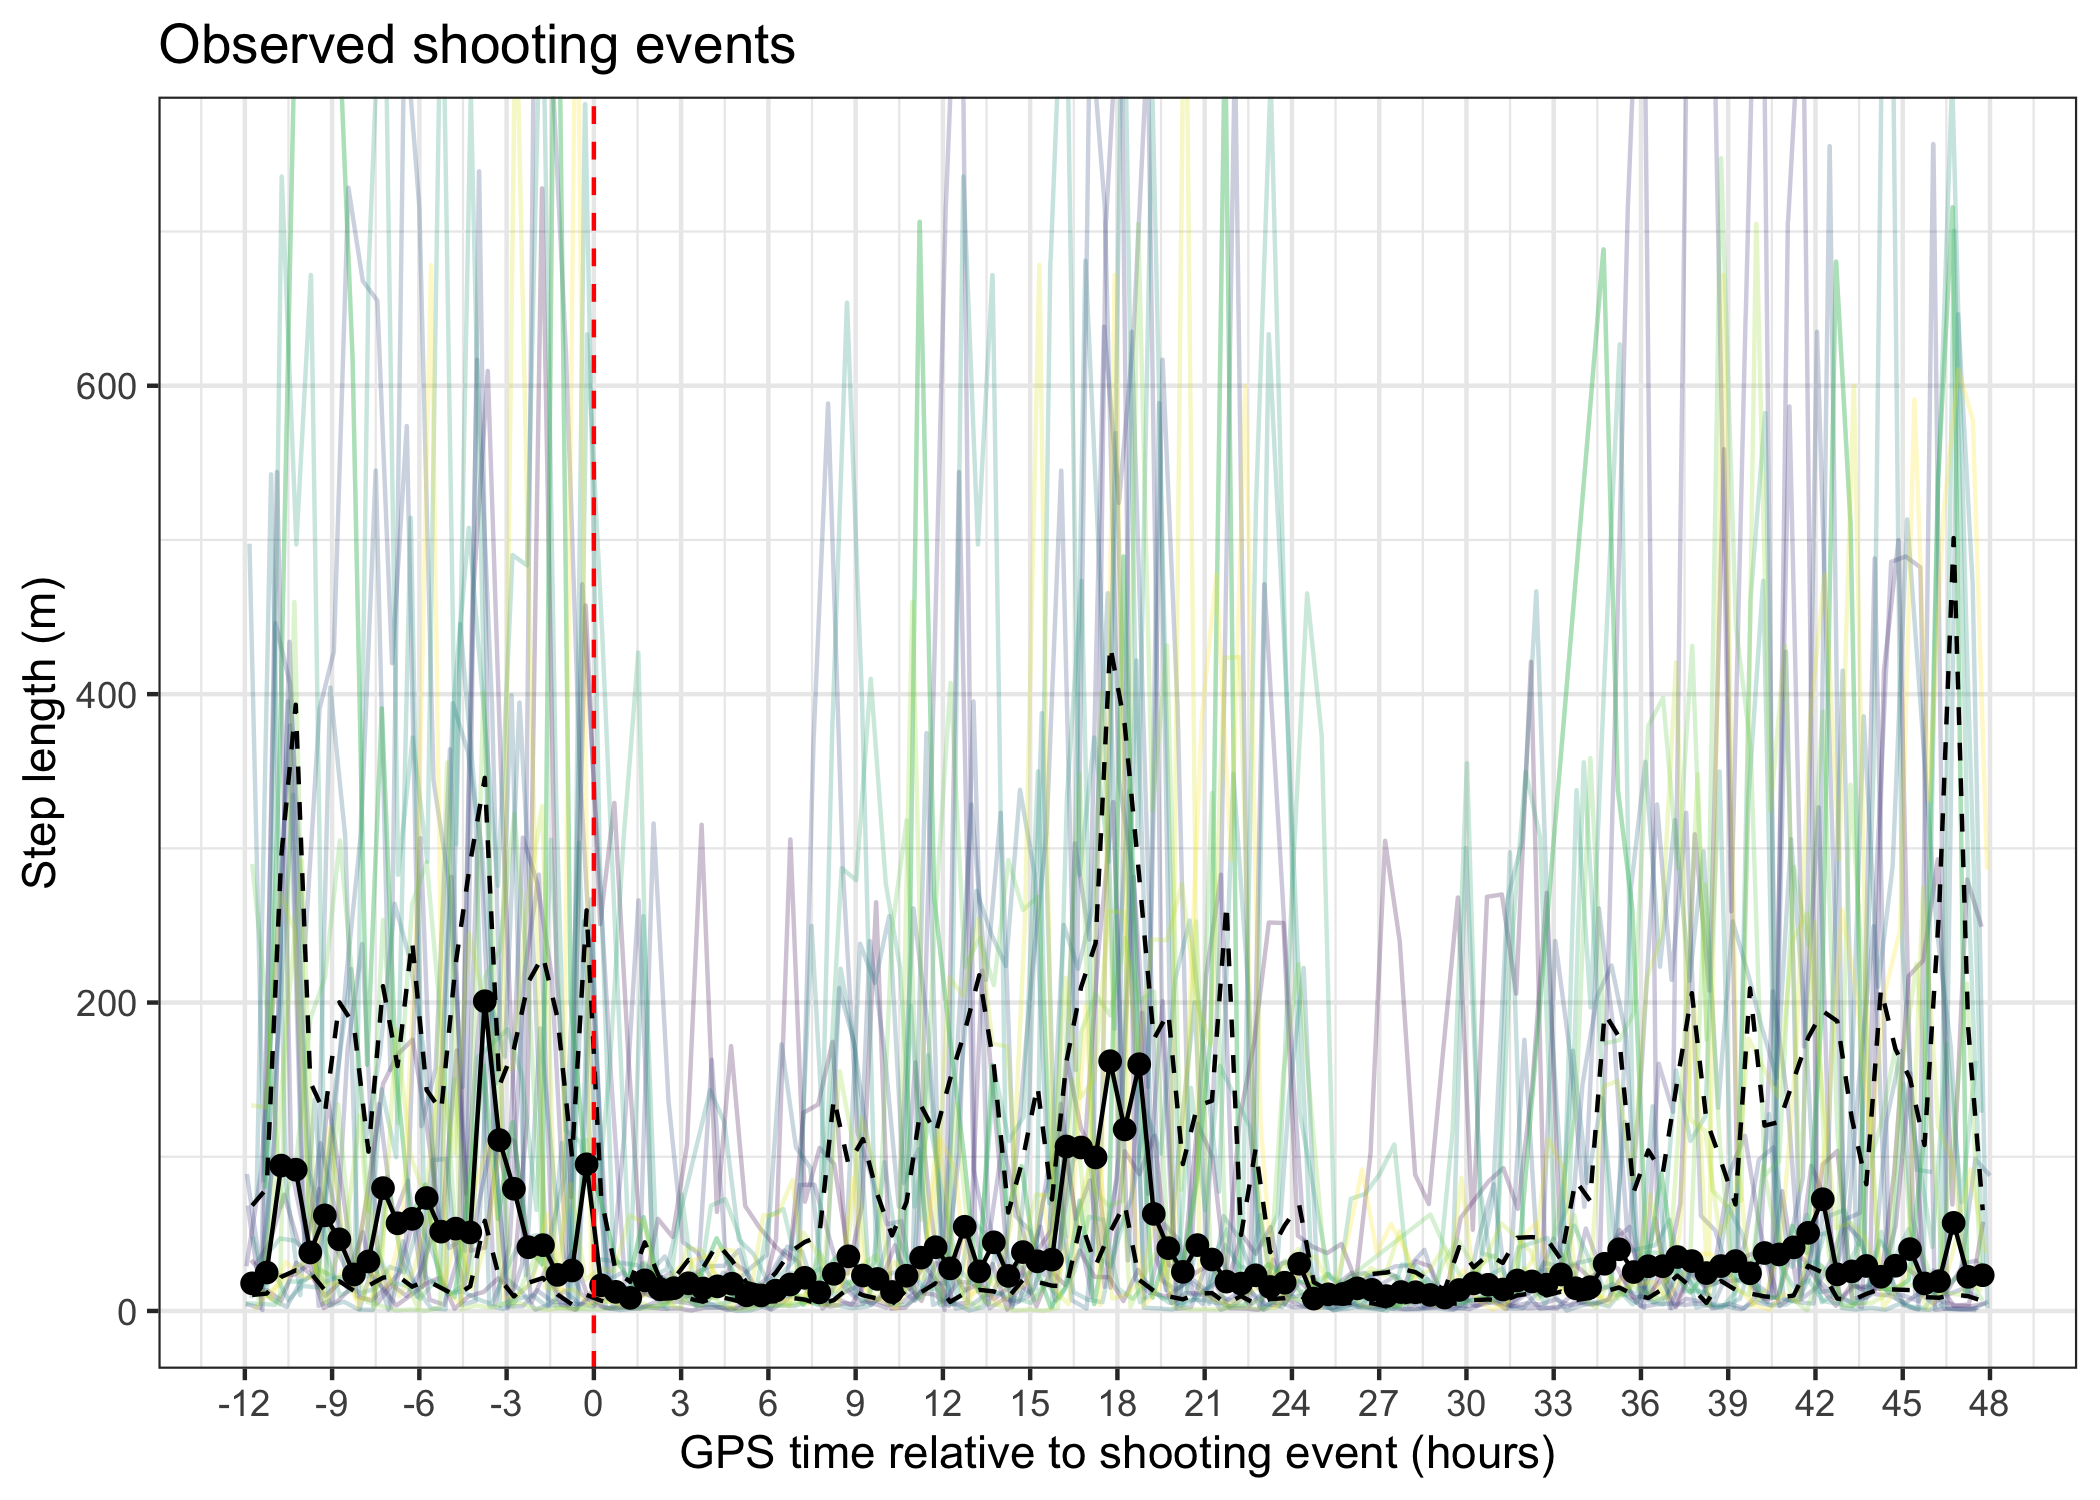 Observed shooting events
Step length (m)
600
400
200
0
-12 -9 -6 -3 0 3 6 9 12 15 18 21 24 27 30 33 36 39 42 45 48
GPS time relative to shooting event (hours)